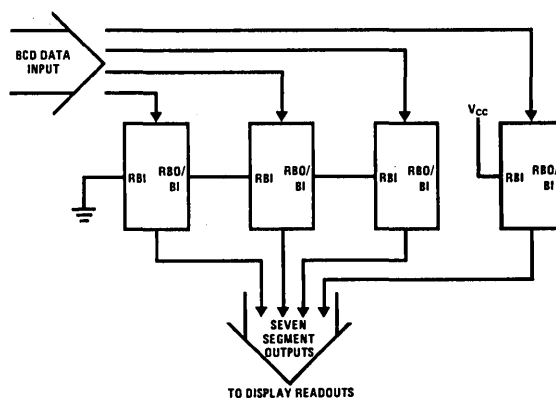 BCD DATA
INPUT
VCC
RBI
RBO/
BI
RBI
RBO/
BI
RBI
RBO/
BI
RBI
RBO/
BI
SEVEN
SEGMENT
OUTPUTS
TO DISPLAY READOUTS